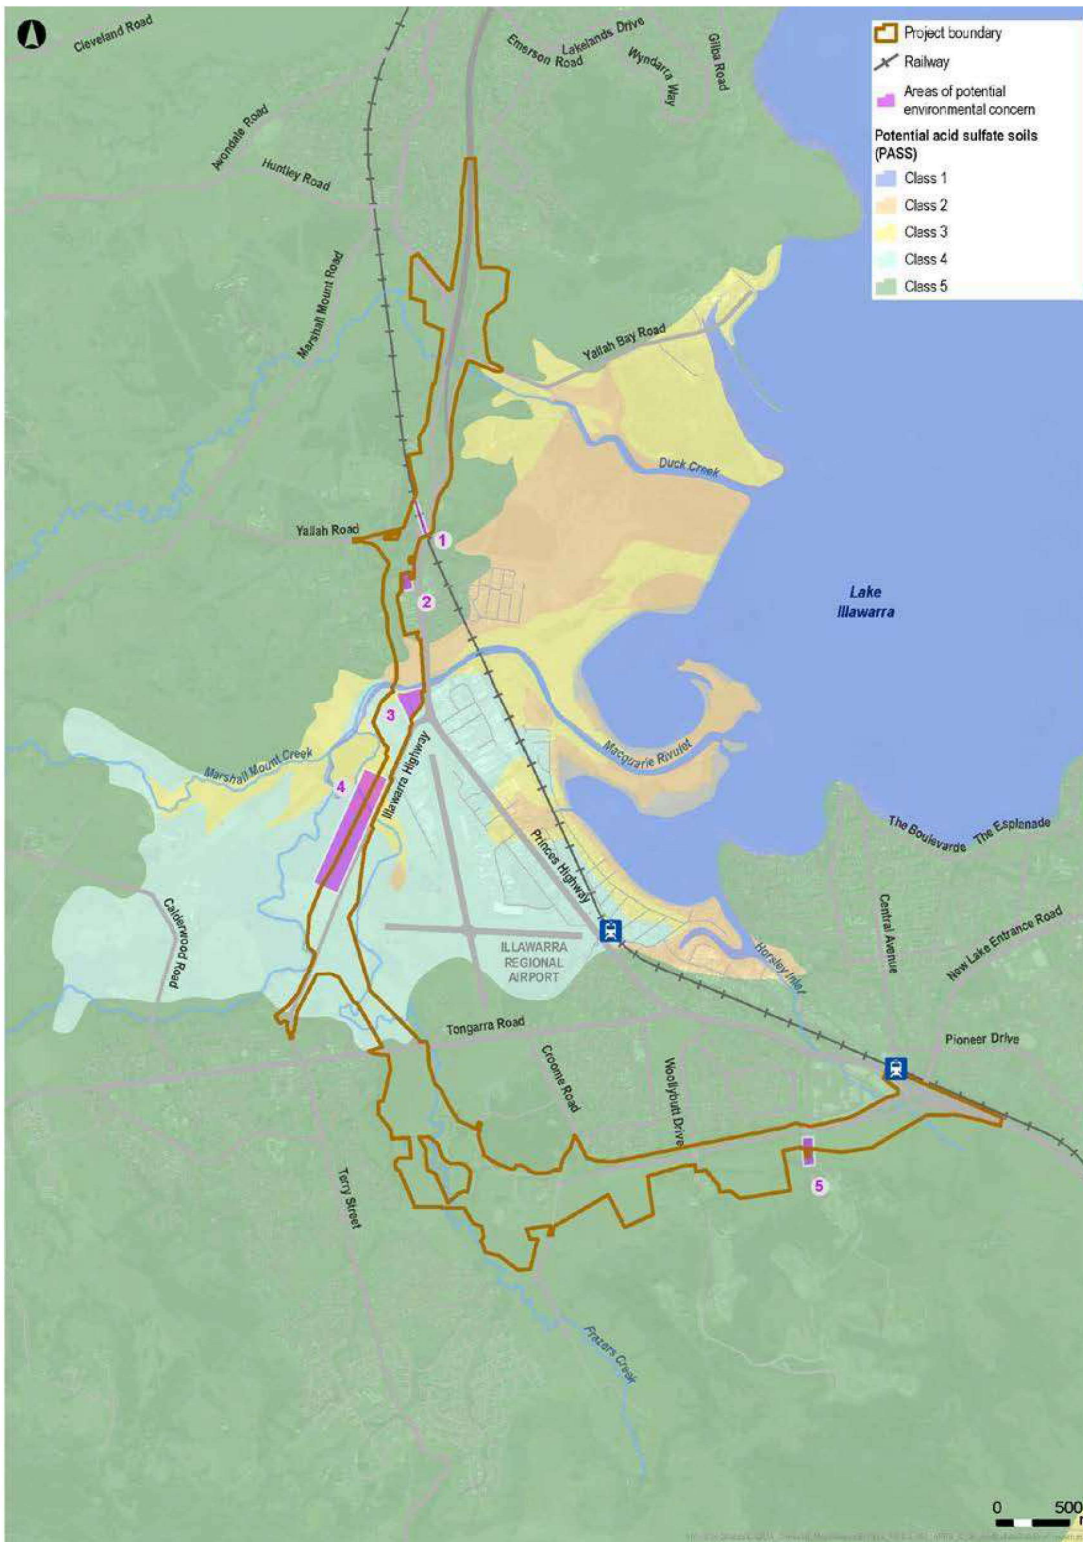 Cleveland Road
Emerson Road
Lakelands Drive
Wyndarra Way
Gilba Road
Project boundary
Railway
Areas of potential
environmental concern
Potential acid sulfate soils
(PASS)
Class 1
Class 2
Class 3
Class 4
Class 5
Avondale Road
Huntley Road
Marshall Mount Road
Yallah Bay Road
Duck Creek
Yallah Road
1
2
Lake
Illawarra
3
Marshall Mount Creek
Illawarra Highway
Macquarie Rivulet
4
Princes Highway
The Boulevarde
The Esplanade
Calderwood Road
Central Avenue
New Lake Entrance Road
ILLAWARRA
REGIONAL
AIRPORT
Horsley Inlet
Tongarra Road
Pioneer Drive
Croome Road
Woollybutt Drive
Terry Street
5
Frazers Creek
0 500